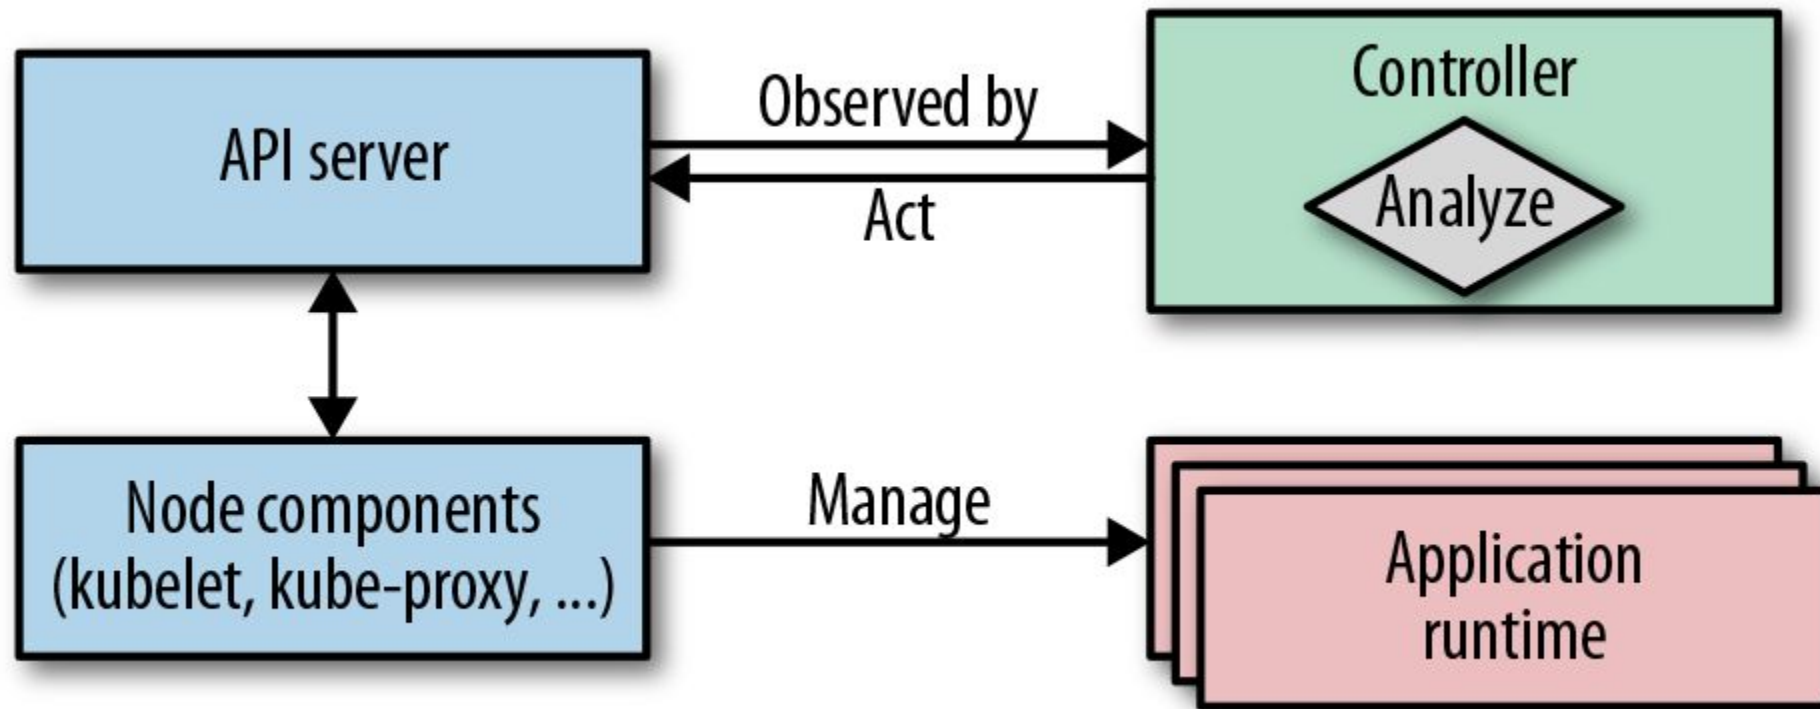 API server
Observed by
Act
Controller
Analyze
Node components
(kubelet, kube-proxy, ...)
Manage
Application
runtime